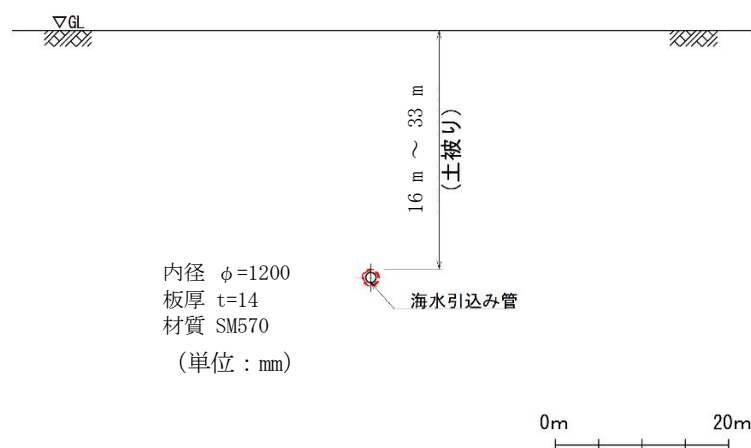 ▽GL
16 m ～ 33 m
(土被り)
内径 φ=1200
板厚 t=14
材質 SM570
(単位：mm)
海水引込み管
0m 20m